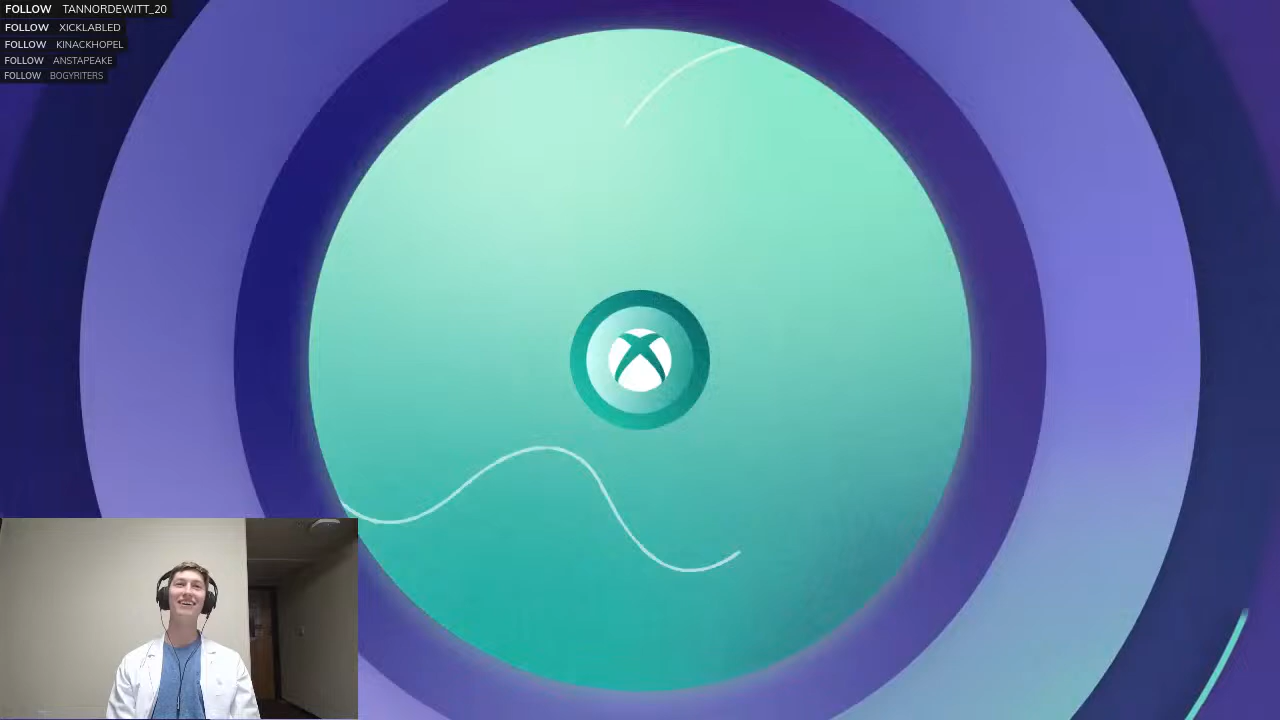 FOLLOW TANNORDEWITT_20
FOLLOW XICKLABLED
FOLLOW KINACKHOPEL
FOLLOW ANSTAPEAKE
FOLLOW BOGYRITERS